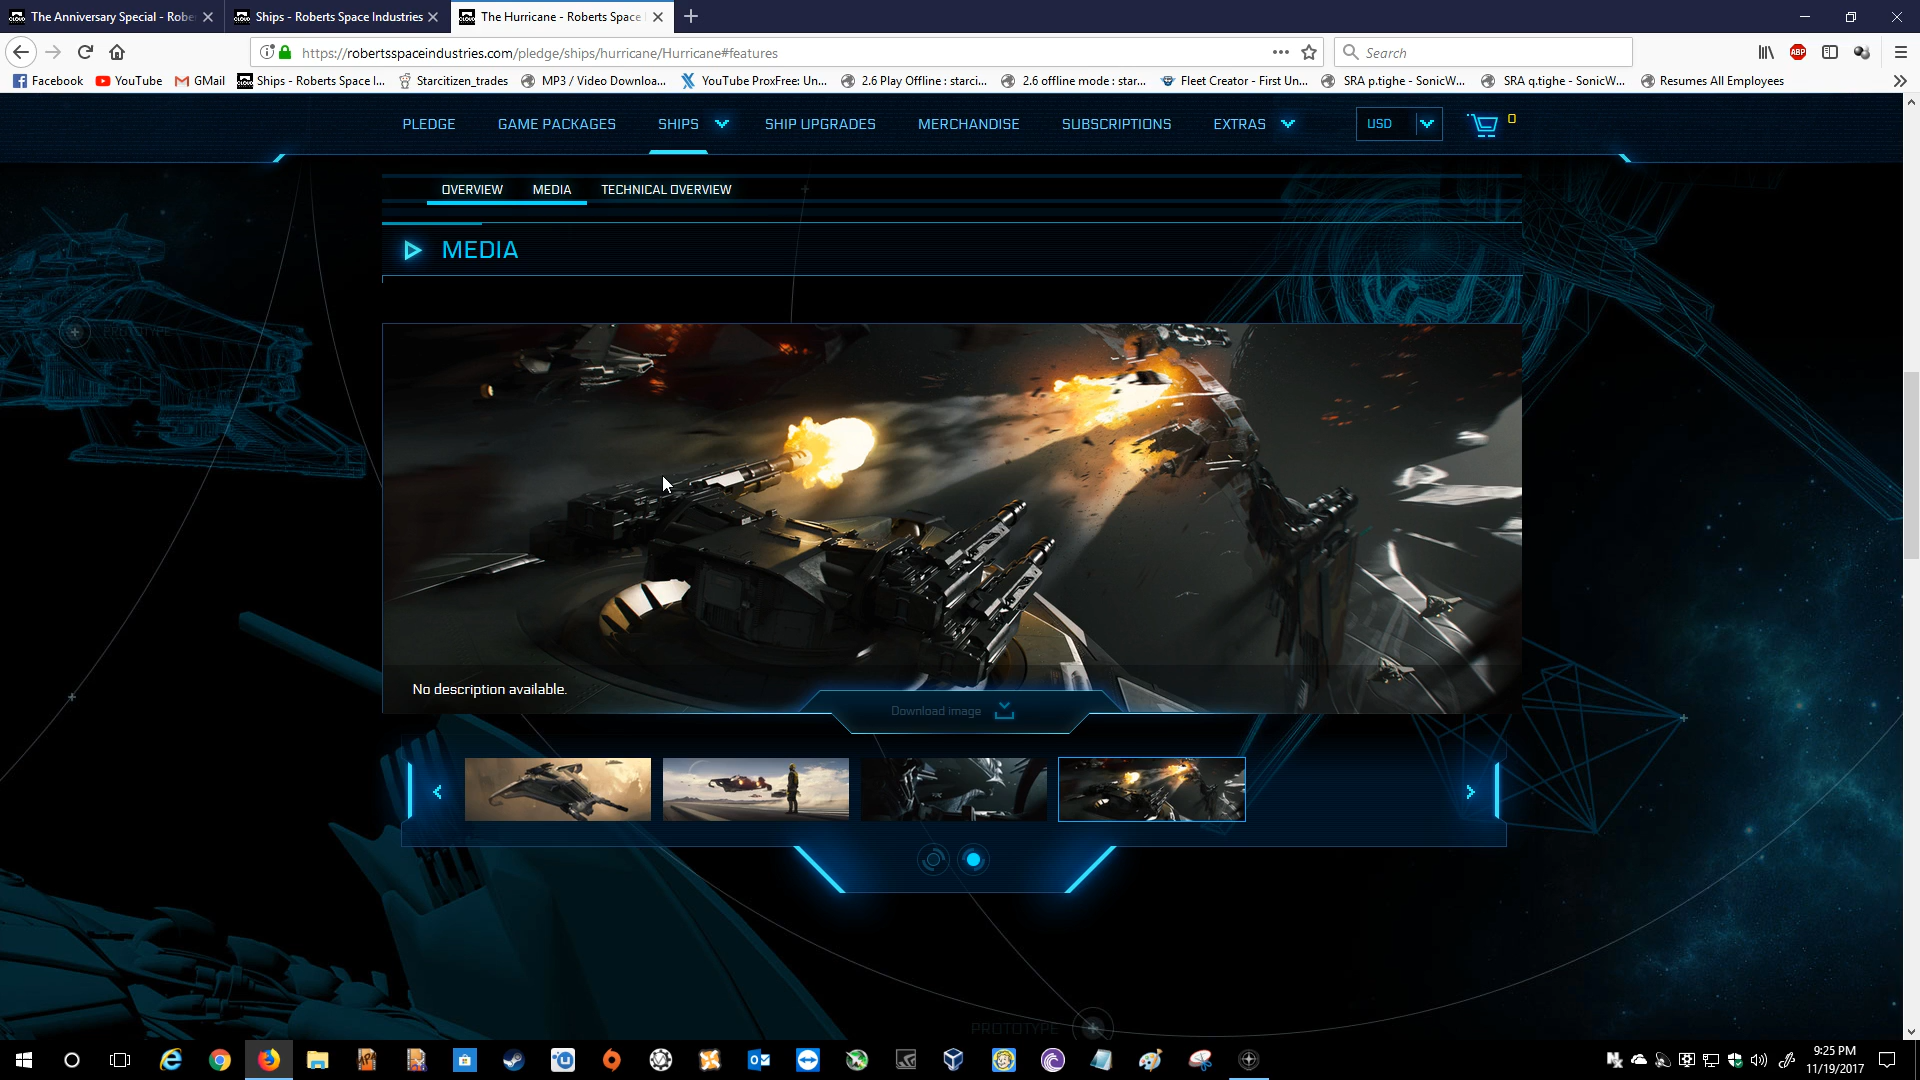 The Anniversary Special - Robe
Ships - Roberts Space Industries
The Hurricane - Roberts Space I
https://robertsspaceindustries.com/pledge/ships/hurricane/Hurricane#features
Search
Facebook
YouTube
GMail
Ships - Roberts Space I...
Starcitizen_trades
MP3 / Video Downloa...
YouTube ProxFree: Un...
2.6 Play Offline : starci...
2.6 offline mode : star...
Fleet Creator - First Un...
SRA p.tighe - SonicW...
SRA q.tighe - SonicW...
Resumes All Employees
PLEDGE
GAME PACKAGES
SHIPS
SHIP UPGRADES
MERCHANDISE
SUBSCRIPTIONS
EXTRAS
USD
0
OVERVIEW
MEDIA
TECHNICAL OVERVIEW
MEDIA
PROTOTYPE
No description available.
Download image
PROTOTYPE
9:25 PM
11/19/2017